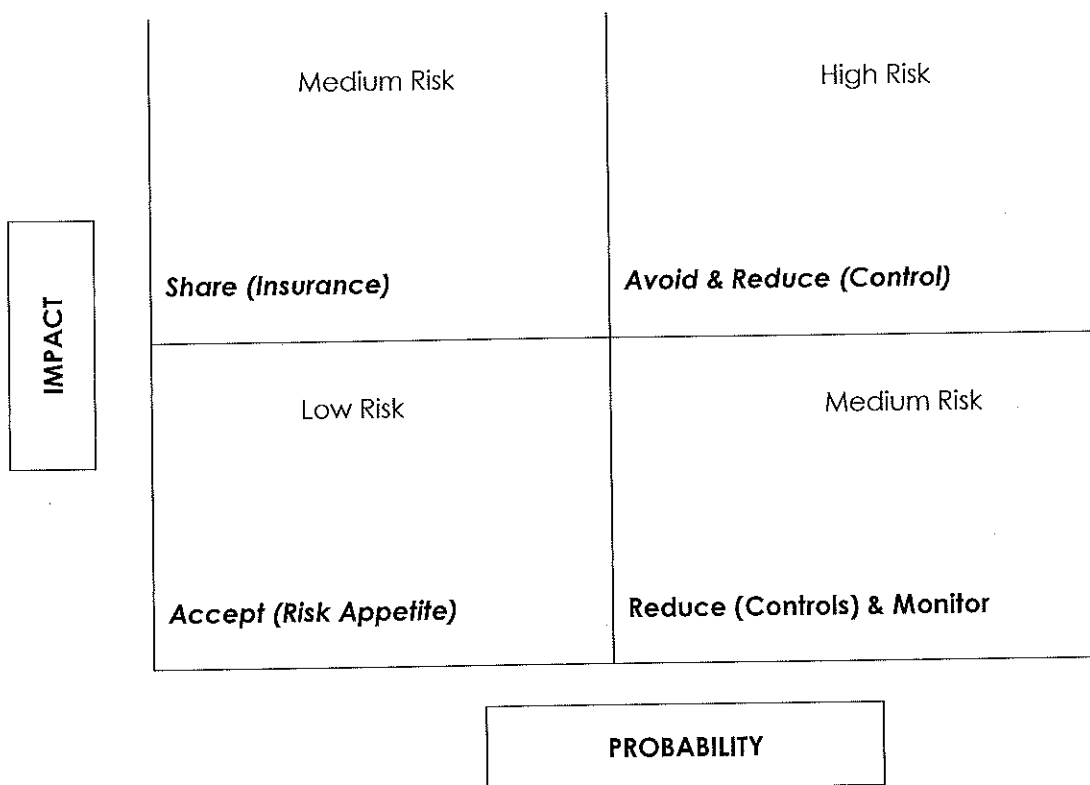 Medium Risk
High Risk
Share (Insurance)
Avoid & Reduce (Control)
IMPACT
Low Risk
Medium Risk
Accept (Risk Appetite)
Reduce (Controls) & Monitor
PROBABILITY